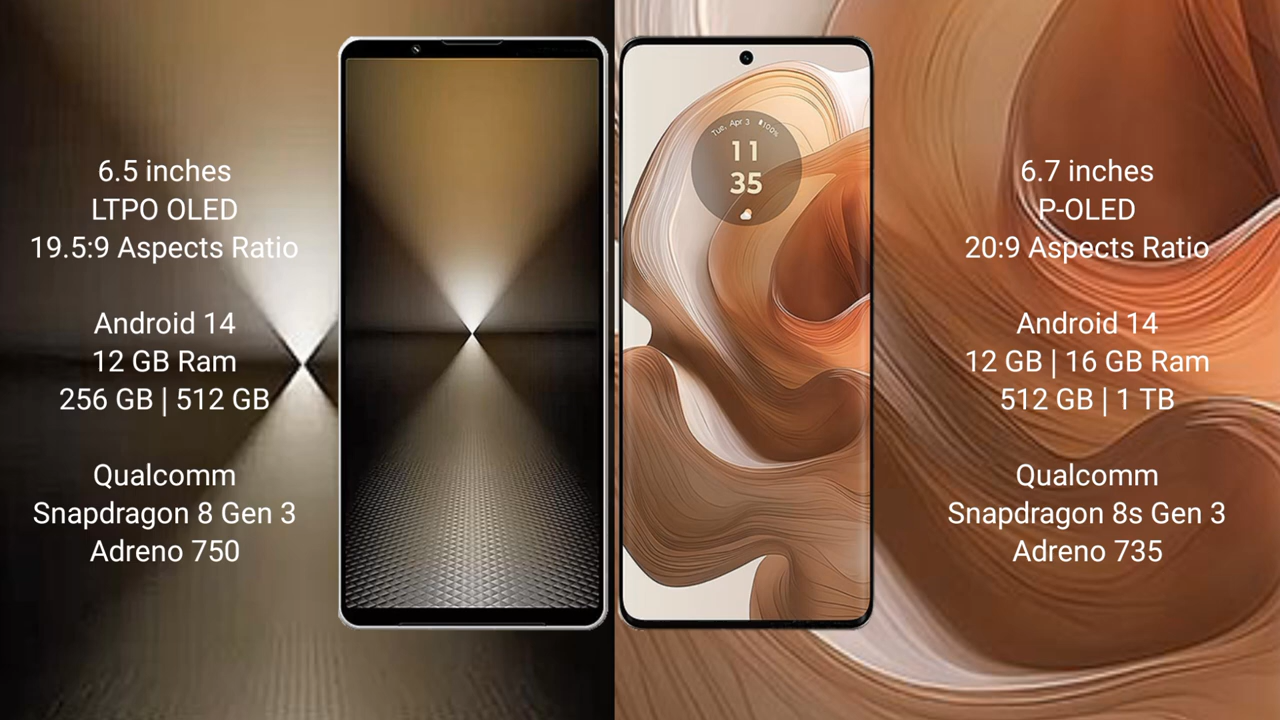 6.5 inches
LTPO OLED
19.5:9 Aspects Ratio
Android 14
12 GB Ram
256 GB | 512 GB
Qualcomm
Snapdragon 8 Gen 3
Adreno 750
Tue, Apr 3 100%
11
35
6.7 inches
P-OLED
20:9 Aspects Ratio
Android 14
12 GB | 16 GB Ram
512 GB | 1 TB
Qualcomm
Snapdragon 8s Gen 3
Adreno 735